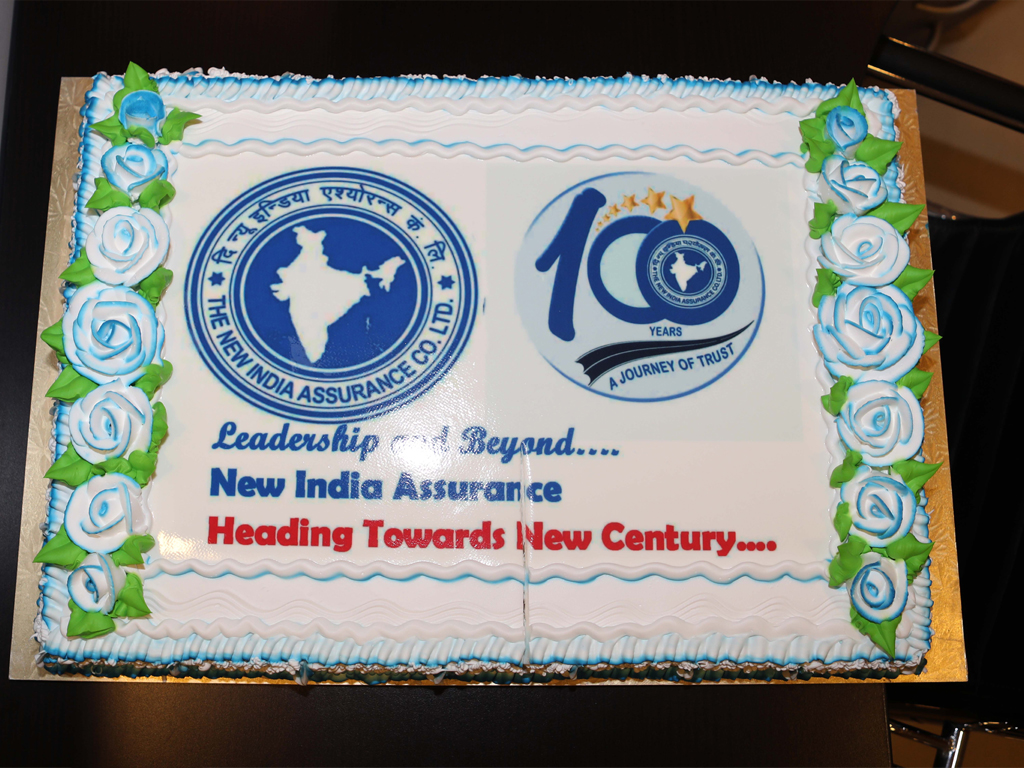 दि न्यू इन्डिया एश्योरन्स कं. लि.
THE NEW INDIA ASSURANCE CO. LTD.
100
YEARS
A JOURNEY OF TRUST
Leadership and Beyond....
New India Assurance
Heading Towards New Century....